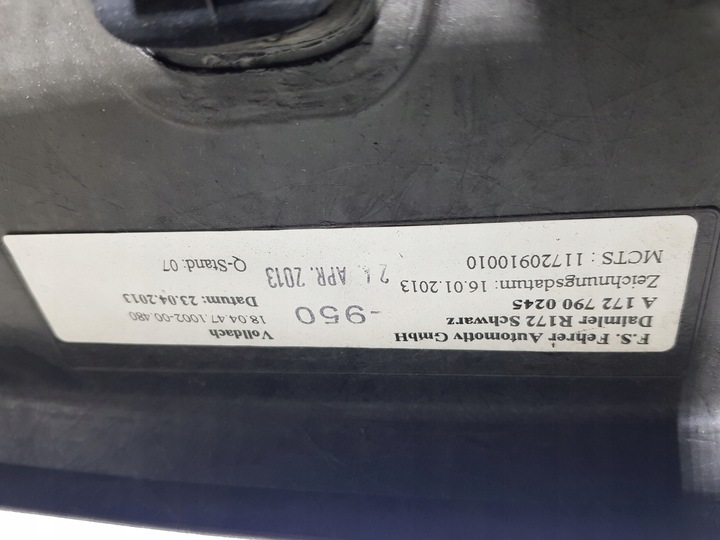 F.S. Fehrer Automotiv GmbH
Daimler R172 Schwarz
A 172 790 0245
Zeichnungsdatum: 16.01.2013
MCTS : 11720910010
-950
APR. 2013
Volldach
18.04.47.1002-00.480
Datum: 23.04.2013
Q-Stand: 07